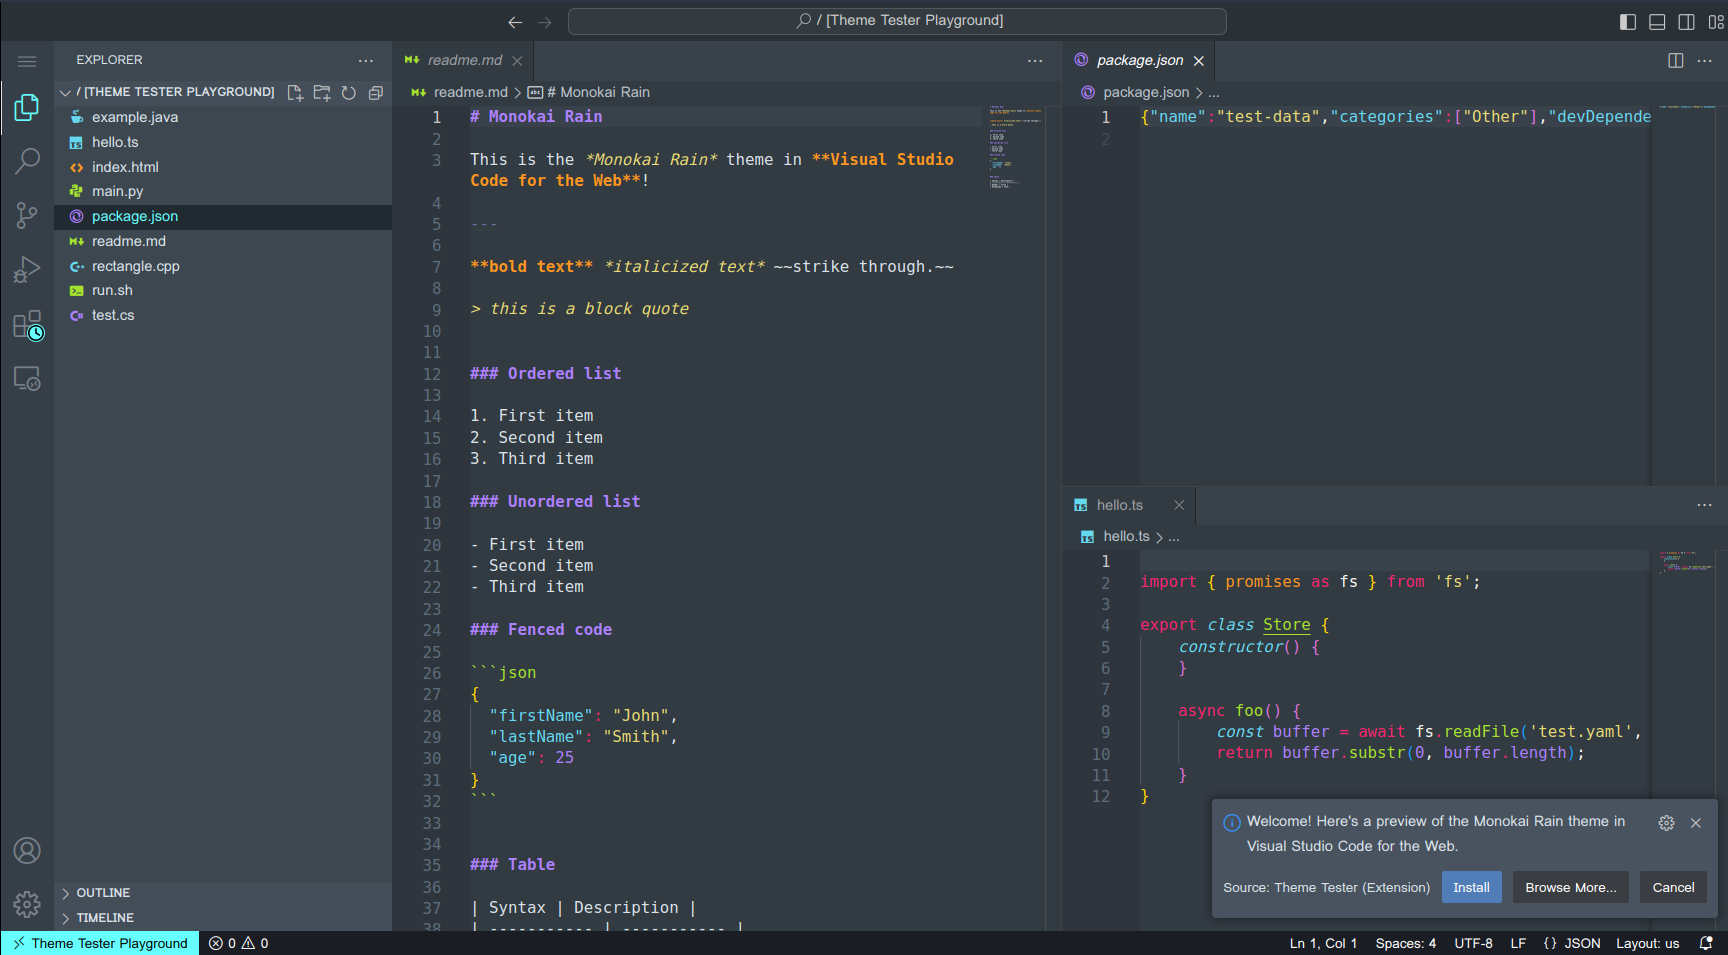 / [Theme Tester Playground]
EXPLORER
/ [THEME TESTER PLAYGROUND]
example.java
hello.ts
index.html
main.py
package.json
readme.md
rectangle.cpp
run.sh
test.cs
OUTLINE
TIMELINE
readme.md
readme.md > # Monokai Rain
1 # Monokai Rain
2
3 This is the *Monokai Rain* theme in **Visual Studio
Code for the Web**!
4
5 ---
6
7 **bold text** *italicized text* ~~strike through.~~
8
9 > this is a block quote
10
11
12 ### Ordered list
13
14 1. First item
15 2. Second item
16 3. Third item
17
18 ### Unordered list
19
20 - First item
21 - Second item
22 - Third item
23
24 ### Fenced code
25
26 ```json
27 {
28 "firstName": "John",
29 "lastName": "Smith",
30 "age": 25
31 }
32 ```
33
34
35 ### Table
36
37 | Syntax | Description |
38 | ----------- | ----------- |
package.json
package.json > ...
1 {"name":"test-data","categories":["Other"],"devDepende
2
hello.ts
hello.ts > ...
1
2 import { promises as fs } from 'fs';
3
4 export class Store {
5 constructor() {
6 }
7
8 async foo() {
9 const buffer = await fs.readFile('test.yaml',
10 return buffer.substr(0, buffer.length);
11 }
12 }
Welcome! Here's a preview of the Monokai Rain theme in
Visual Studio Code for the Web.
Source: Theme Tester (Extension) Install Browse More... Cancel
Theme Tester Playground 0 0 Ln 1, Col 1 Spaces: 4 UTF-8 LF {} JSON Layout: us